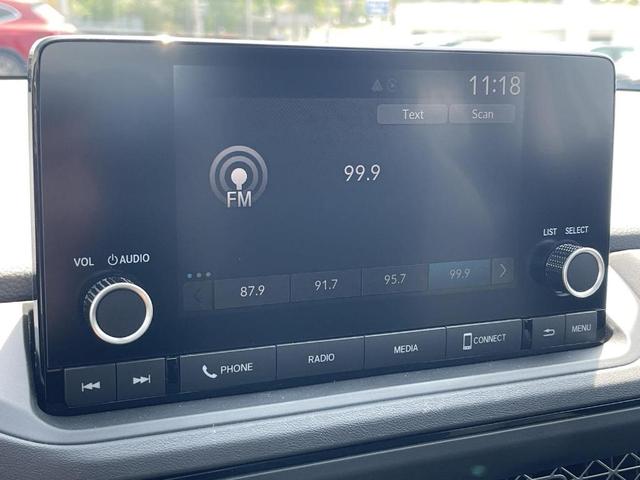 11:18
Text Scan
99.9
FM
LIST SELECT
VOL AUDIO
87.9 91.7 95.7 99.9
PHONE RADIO MEDIA CONNECT MENU